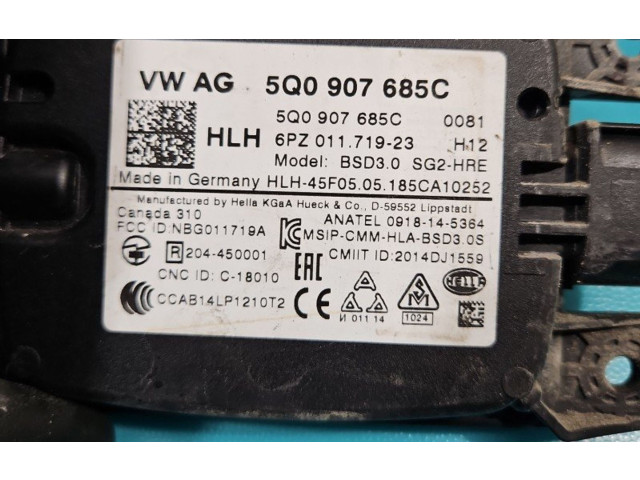 VW AG 5Q0 907 685C
5Q0 907 685C 0081
HLH 6PZ 011.719-23 H12
Model: BSD3.0 SG2-HRE
Made in Germany HLH-45F05.05.185CA10252
Manufactured by Hella KGaA Hueck & Co., D-59552 Lippstadt
Canada 310 ANATEL 0918-14-5364
FCC ID:NBG011719A MSIP-CMM-HLA-BSD3.0S
R 204-450001 EAC CMIIT ID:2014DJ1559
CNC ID: C-18010 HELLA
CCC CCAB14LP1210T2 CE
И 011 14 1024